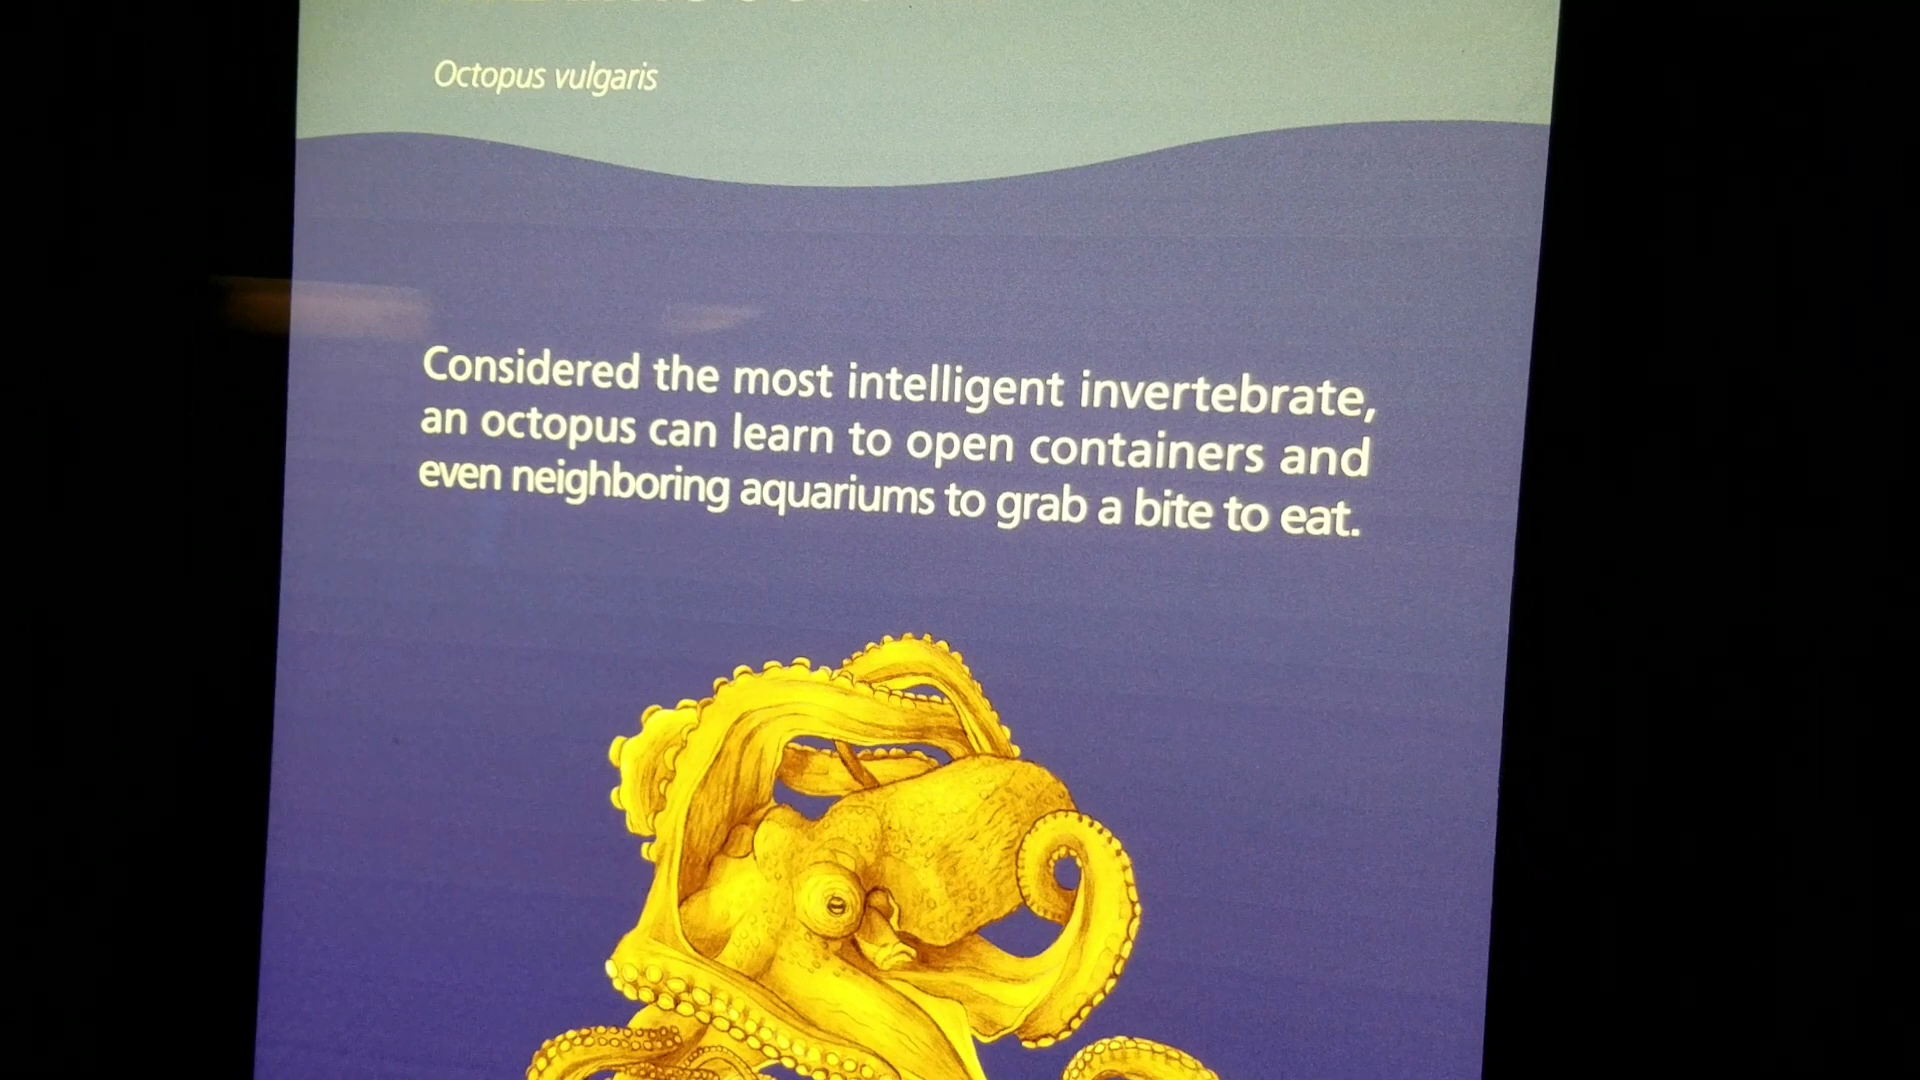 Octopus vulgaris
Considered the most intelligent invertebrate,
an octopus can learn to open containers and
even neighboring aquariums to grab a bite to eat.